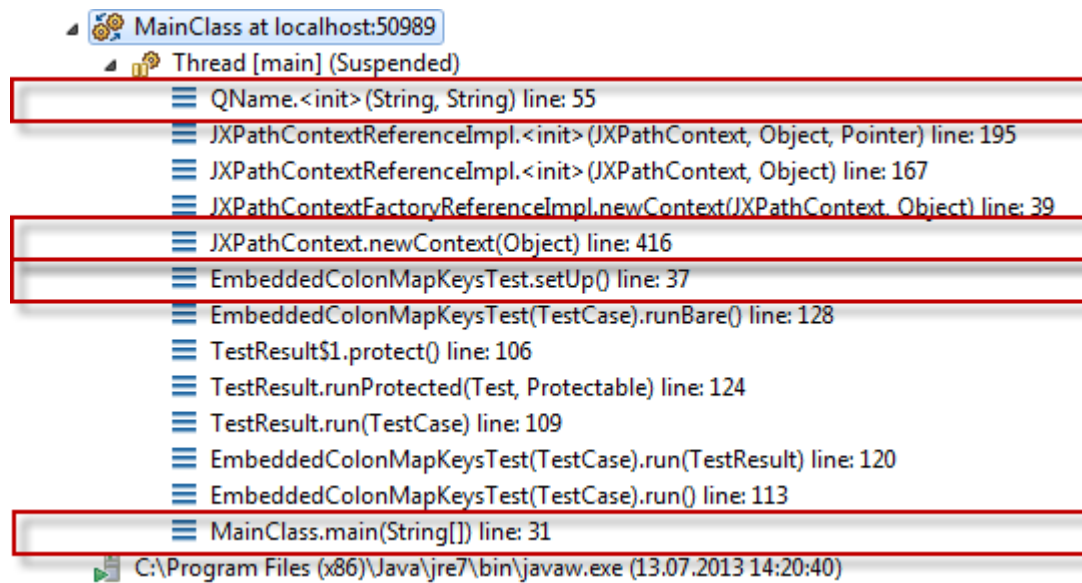 MainClass at localhost:50989
Thread [main] (Suspended)
QName.<init>(String, String) line: 55
JXPathContextReferenceImpl.<init>(JXPathContext, Object, Pointer) line: 195
JXPathContextReferenceImpl.<init>(JXPathContext, Object) line: 167
JXPathContextFactoryReferenceImpl.newContext(JXPathContext, Object) line: 39
JXPathContext.newContext(Object) line: 416
EmbeddedColonMapKeysTest.setUp() line: 37
EmbeddedColonMapKeysTest(TestCase).runBare() line: 128
TestResult$1.protect() line: 106
TestResult.runProtected(Test, Protectable) line: 124
TestResult.run(TestCase) line: 109
EmbeddedColonMapKeysTest(TestCase).run(TestResult) line: 120
EmbeddedColonMapKeysTest(TestCase).run() line: 113
MainClass.main(String[]) line: 31
C:\Program Files (x86)\Java\jre7\bin\javaw.exe (13.07.2013 14:20:40)